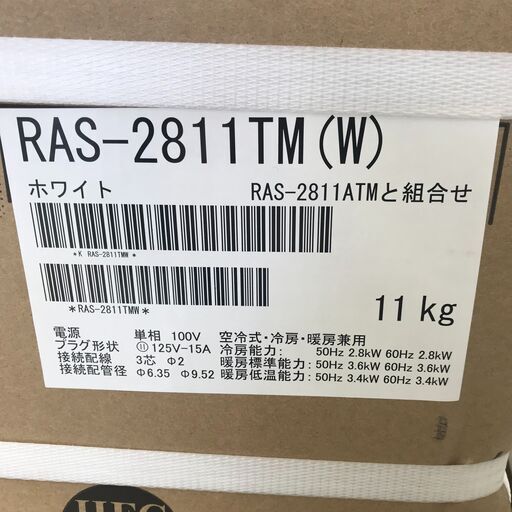 RAS-2811TM(W)
ホワイト RAS-2811ATMと組合せ
*K RAS-2811TMW*
*RAS-2811TMW*
11kg
電源 単相 100V 空冷式・冷房・暖房兼用
プラグ形状 Ⓘ125V-15A 冷房能力: 50Hz 2.8kW 60Hz 2.8kW
接続配線 3芯 Φ2 暖房標準能力: 50Hz 3.6kW 60Hz 3.6kW
接続配管径 Φ6.35 Φ9.52 暖房低温能力: 50Hz 3.4kW 60Hz 3.4kW